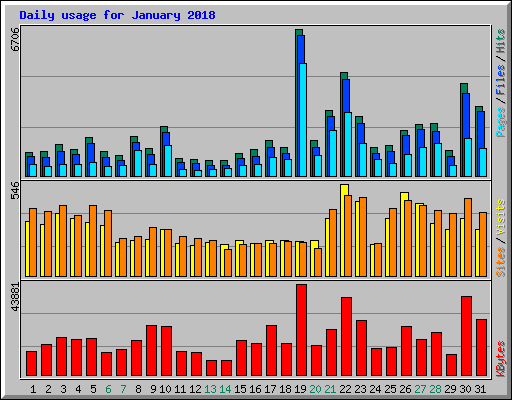 Daily usage for January 2018
6706
Pages / Files / Hits
546
Sites / Visits
43881
KBytes
1 2 3 4 5 6 7 8 9 10 11 12 13 14 15 16 17 18 19 20 21 22 23 24 25 26 27 28 29 30 31